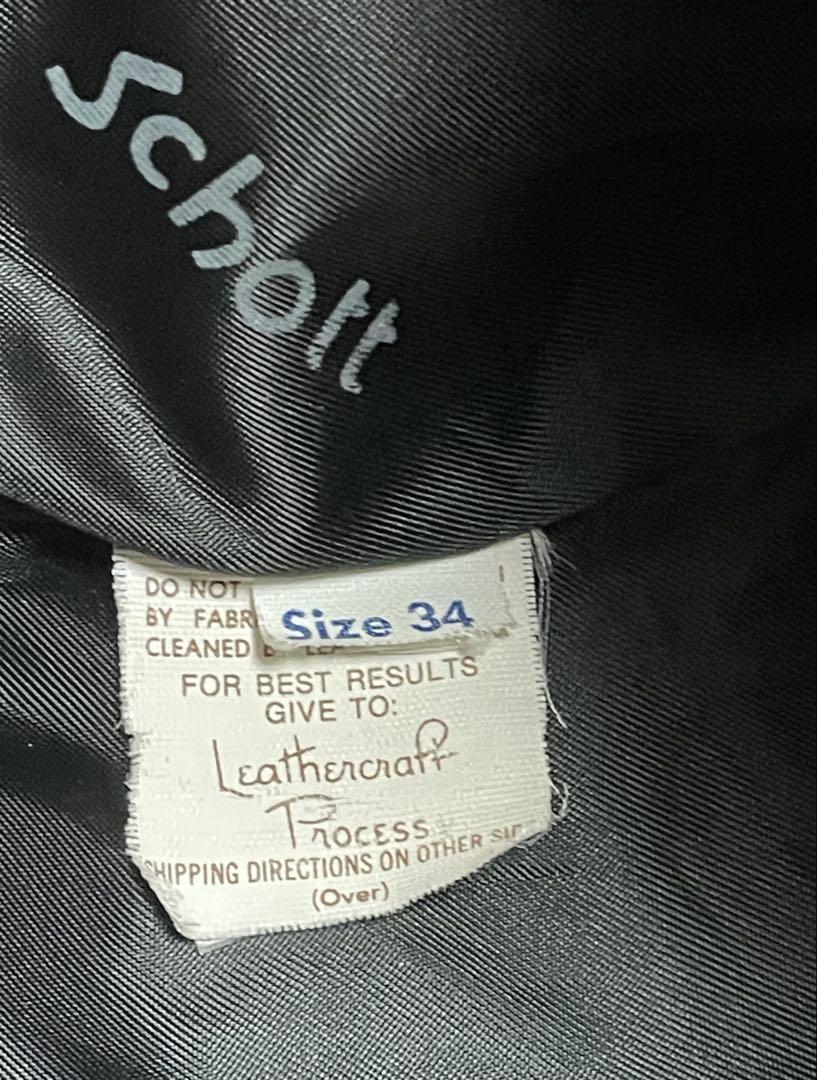 Schott
DO NOT
BY FABR
Size 34
CLEANED
FOR BEST RESULTS
GIVE TO:
Leathercraft
Process
SHIPPING DIRECTIONS ON OTHER
(Over)